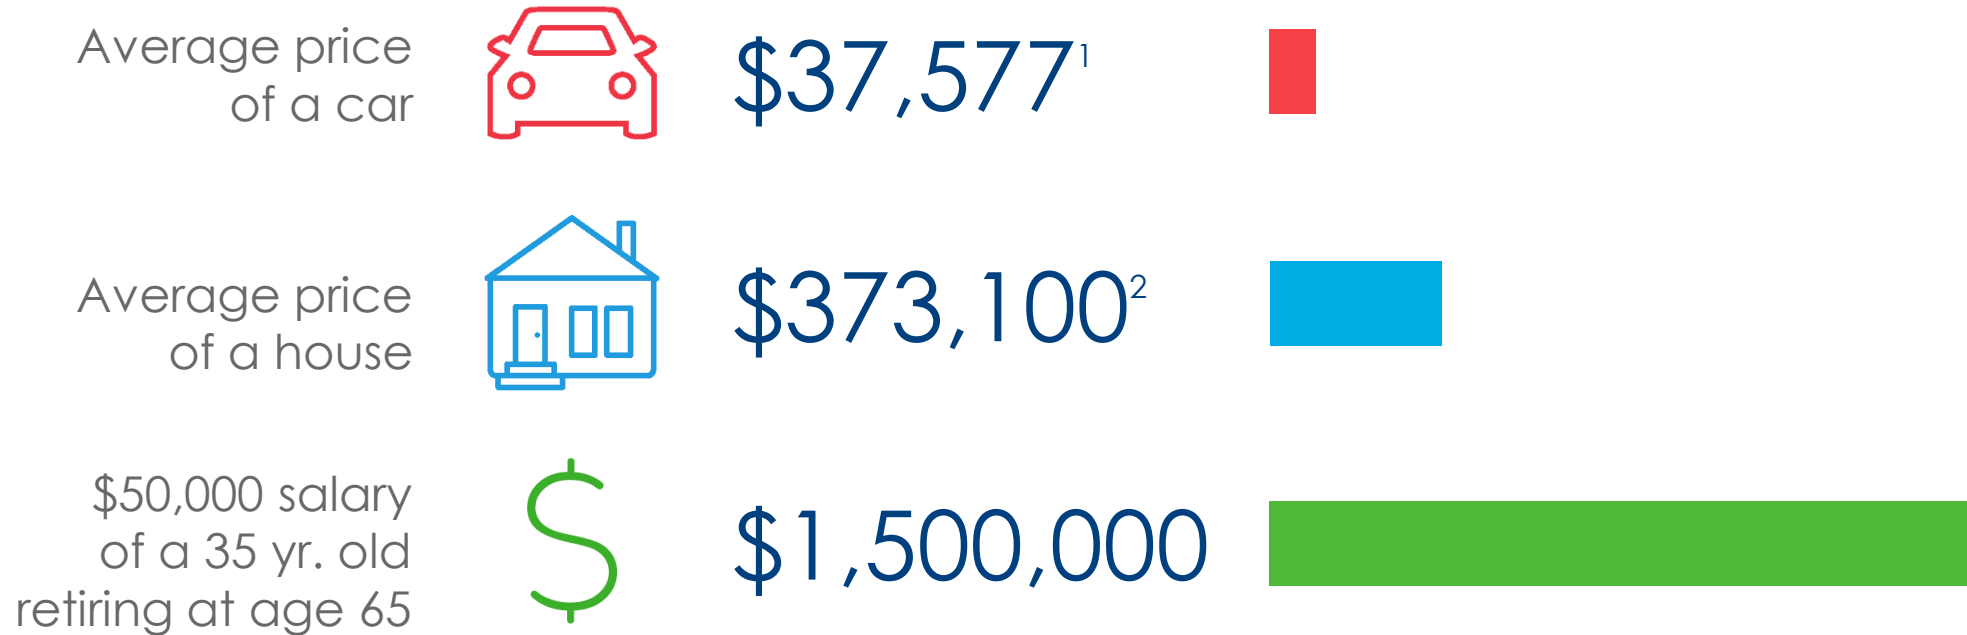 Average price
of a car
$37,577¹
Average price
of a house
$373,100²
$50,000 salary
of a 35 yr. old
retiring at age 65
$1,500,000